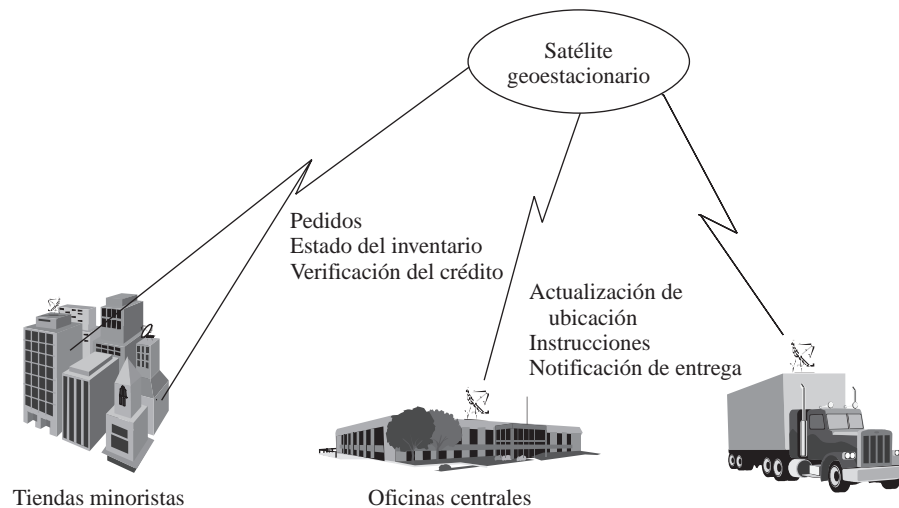 Satélite
geoestacionario
Pedidos
Estado del inventario
Verificación del crédito
Actualización de
ubicación
Instrucciones
Notificación de entrega
Tiendas minoristas
Oficinas centrales